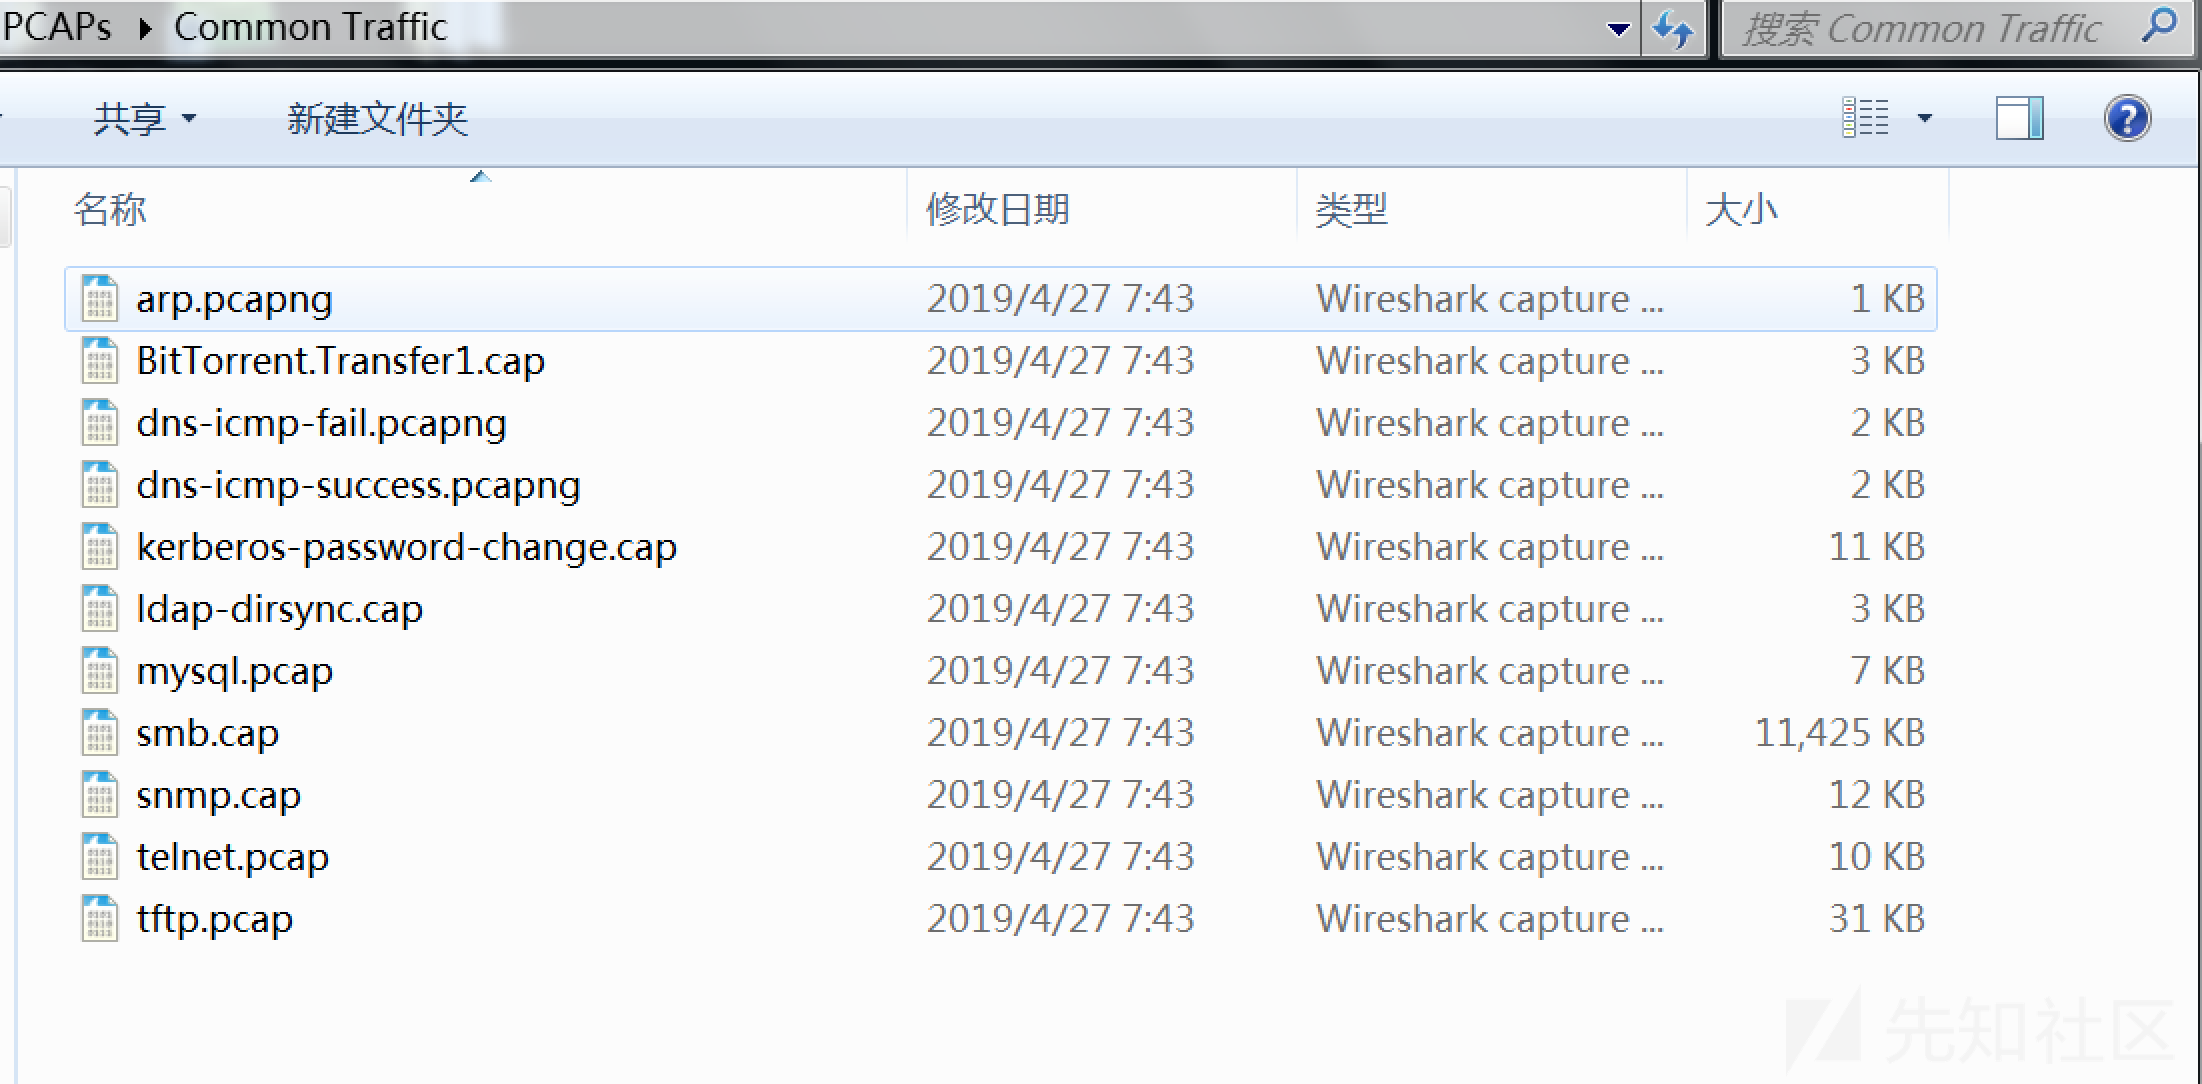 PCAPs ▸ Common Traffic 搜索 Common Traffic
共享 新建文件夹
名称 修改日期 类型 大小
arp.pcapng 2019/4/27 7:43 Wireshark capture ... 1 KB
BitTorrent.Transfer1.cap 2019/4/27 7:43 Wireshark capture ... 3 KB
dns-icmp-fail.pcapng 2019/4/27 7:43 Wireshark capture ... 2 KB
dns-icmp-success.pcapng 2019/4/27 7:43 Wireshark capture ... 2 KB
kerberos-password-change.cap 2019/4/27 7:43 Wireshark capture ... 11 KB
ldap-dirsync.cap 2019/4/27 7:43 Wireshark capture ... 3 KB
mysql.pcap 2019/4/27 7:43 Wireshark capture ... 7 KB
smb.cap 2019/4/27 7:43 Wireshark capture ... 11,425 KB
snmp.cap 2019/4/27 7:43 Wireshark capture ... 12 KB
telnet.pcap 2019/4/27 7:43 Wireshark capture ... 10 KB
tftp.pcap 2019/4/27 7:43 Wireshark capture ... 31 KB
先知社区